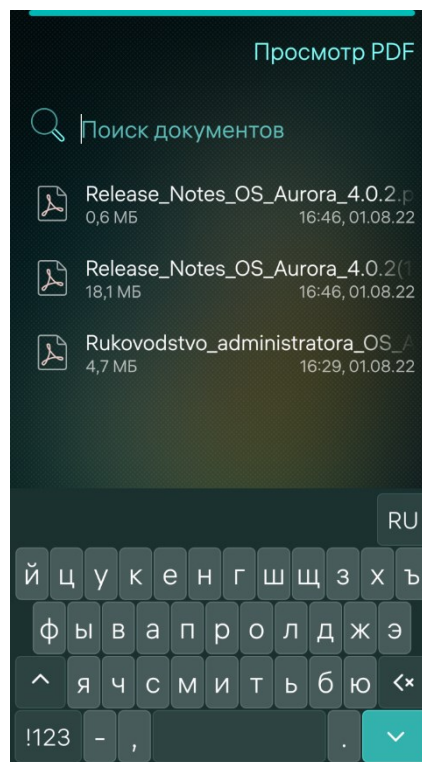 Просмотр PDF
Поиск документов
Release_Notes_OS_Aurora_4.0.2.p
0,6 МБ 16:46, 01.08.22
Release_Notes_OS_Aurora_4.0.2(1
18,1 МБ 16:46, 01.08.22
Rukovodstvo_administratora_OS_A
4,7 МБ 16:29, 01.08.22
RU
й ц у к е н г ш щ з х ъ
ф ы в а п р о л д ж э
я ч с м и т ь б ю
!123 - , .